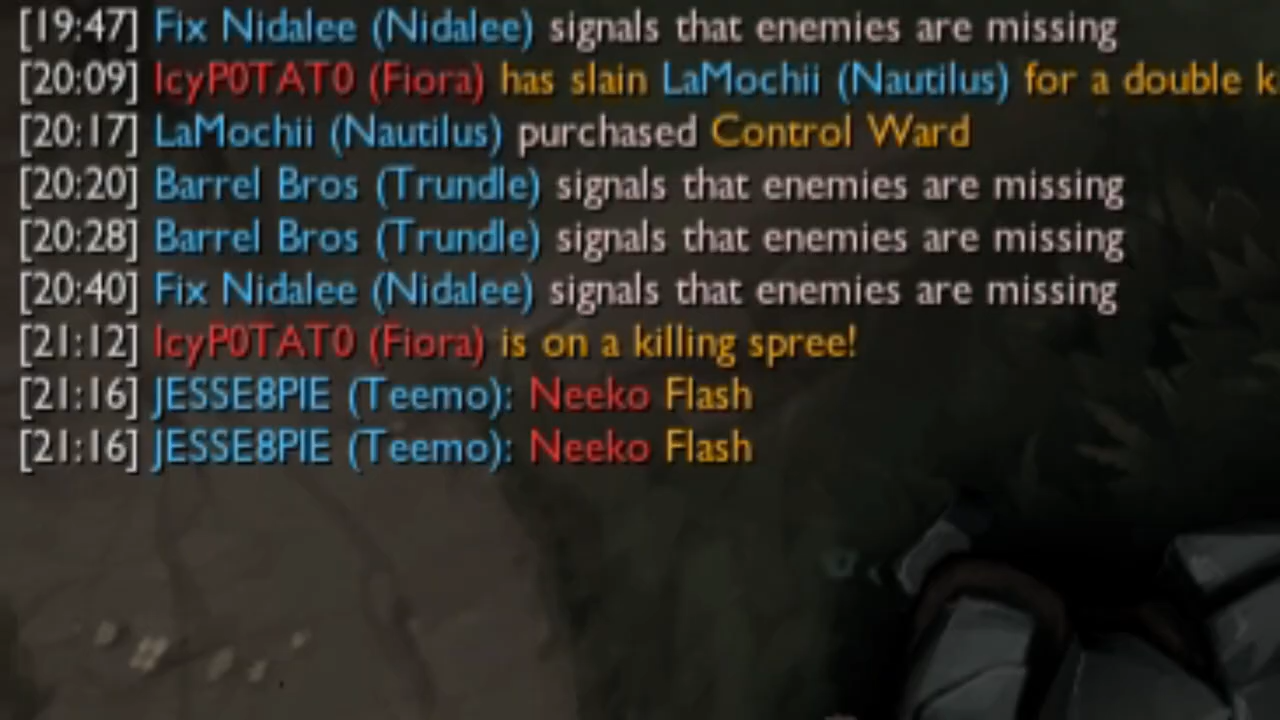 [19:47] Fix Nidalee (Nidalee) signals that enemies are missing
[20:09] IcyP0TAT0 (Fiora) has slain LaMochii (Nautilus) for a double k
[20:17] LaMochii (Nautilus) purchased Control Ward
[20:20] Barrel Bros (Trundle) signals that enemies are missing
[20:28] Barrel Bros (Trundle) signals that enemies are missing
[20:40] Fix Nidalee (Nidalee) signals that enemies are missing
[21:12] IcyP0TAT0 (Fiora) is on a killing spree!
[21:16] JESSE8PIE (Teemo): Neeko Flash
[21:16] JESSE8PIE (Teemo): Neeko Flash